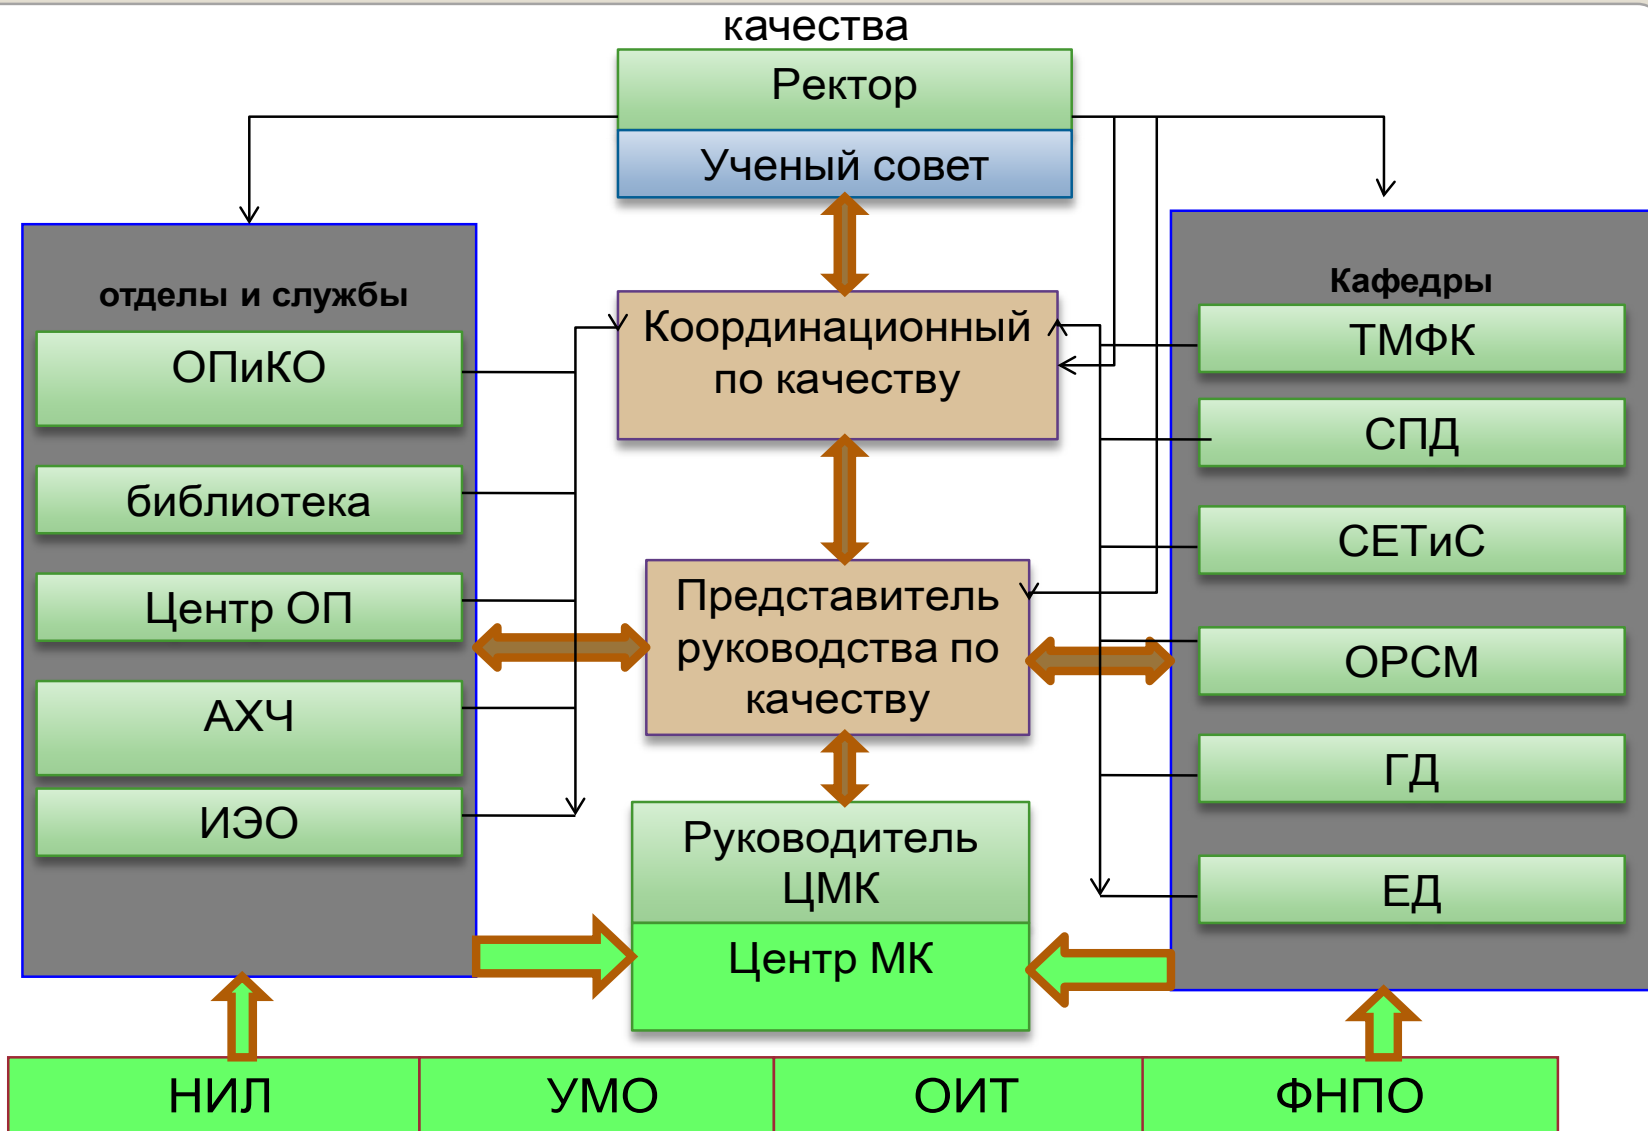 качества
Ректор
Ученый совет
отделы и службы
ОПиКО
библиотека
Центр ОП
АХЧ
ИЭО
Координационный
по качеству
Представитель
руководства по
качеству
Руководитель
ЦМК
Центр МК
Кафедры
ТМФК
СПД
СЕТиС
ОРСМ
ГД
ЕД
НИЛ
УМО
ОИТ
ФНПО